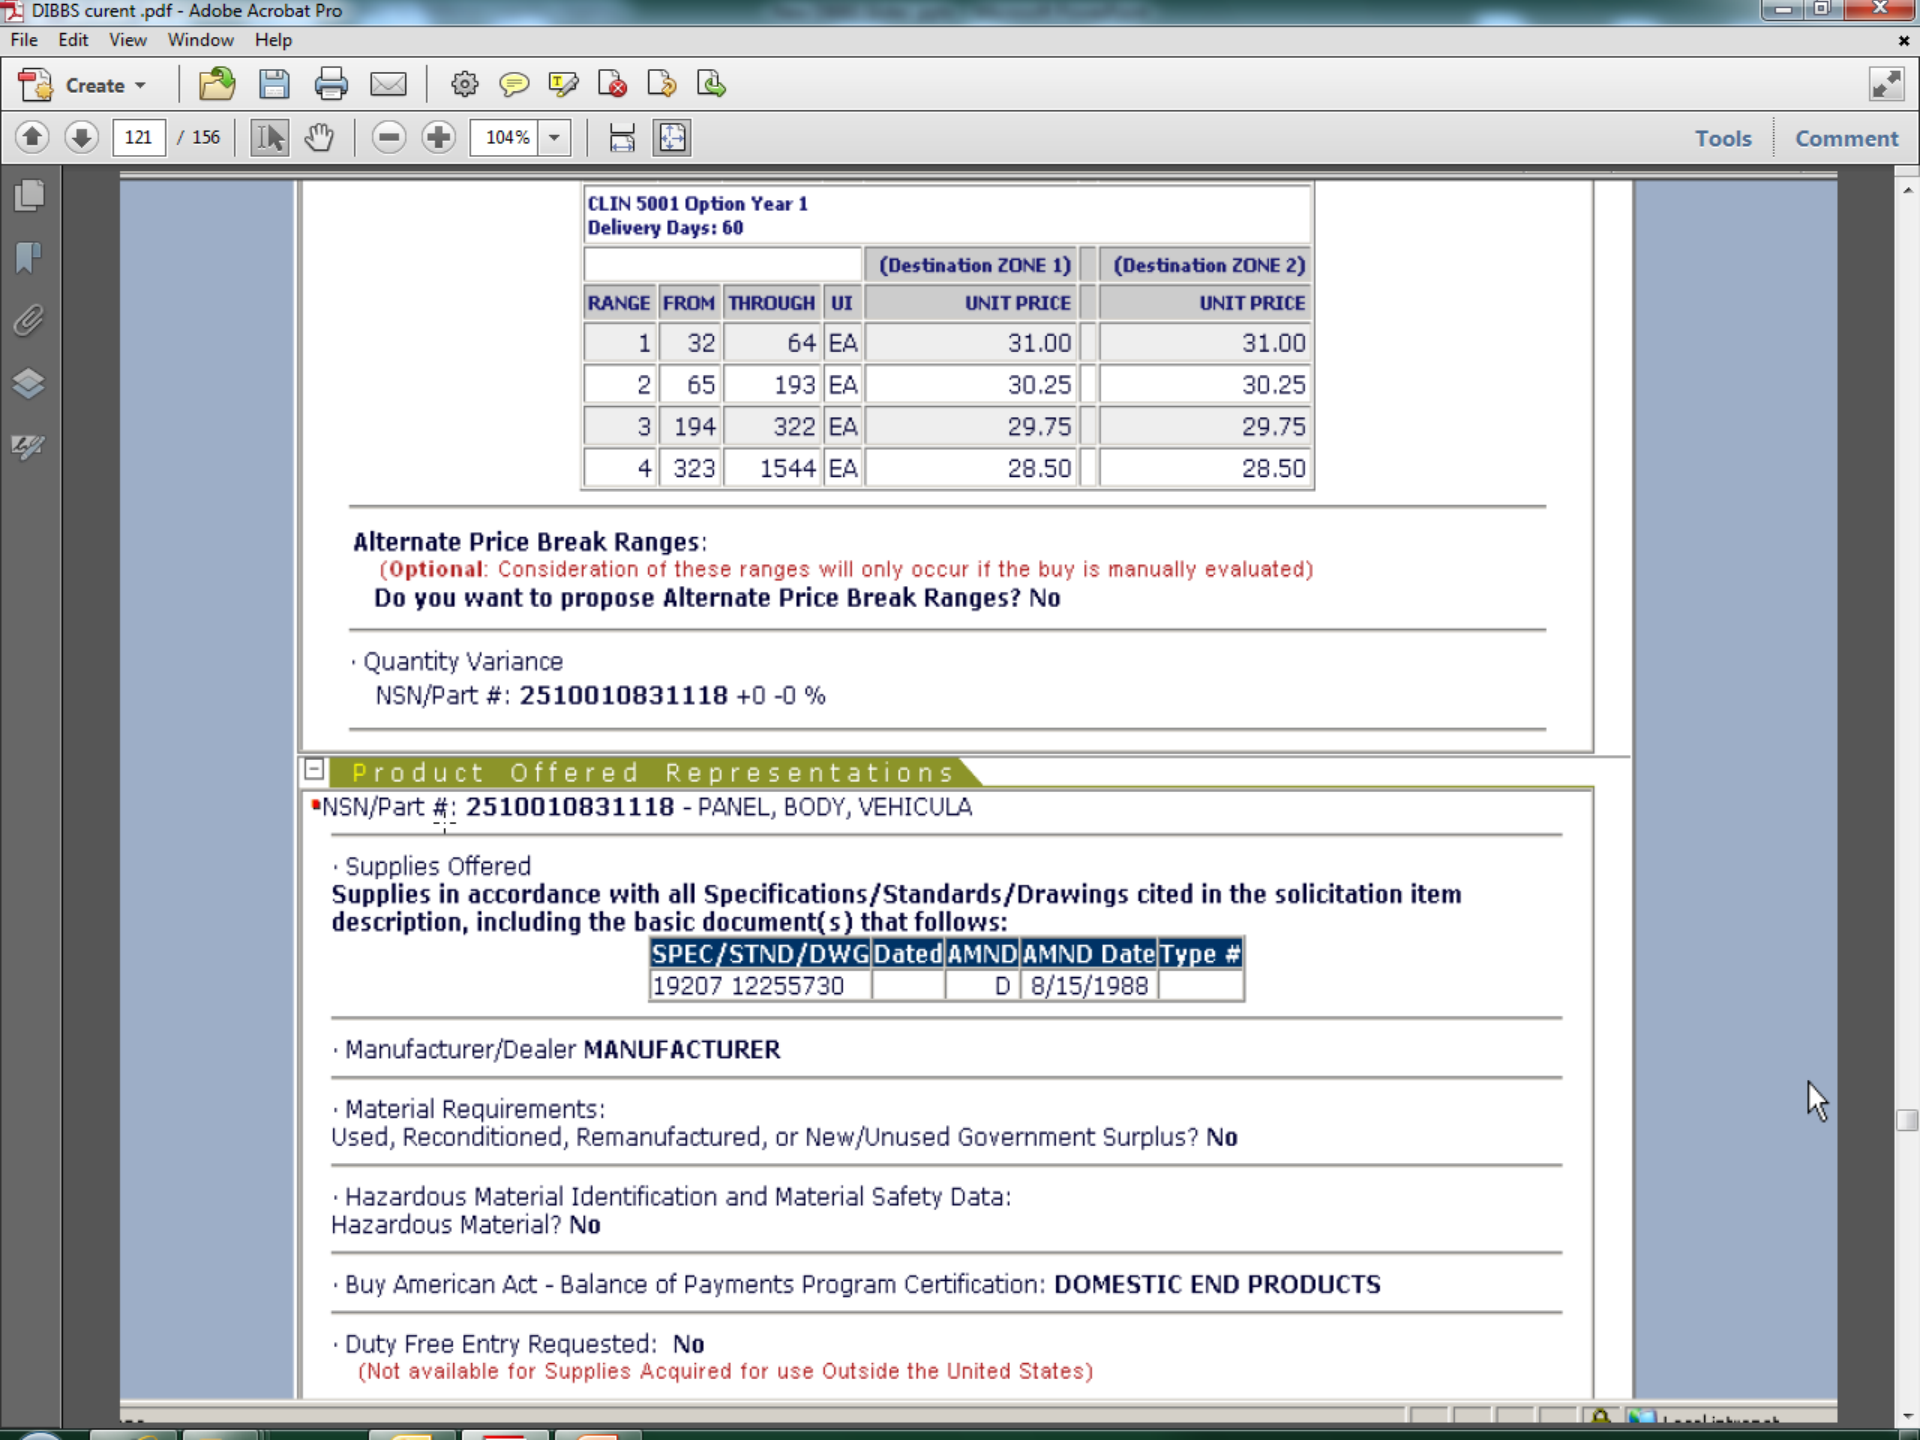 DIBBS curent .pdf - Adobe Acrobat Pro
File Edit View Window Help
Create
121 / 156 104% Tools Comment
CLIN 5001 Option Year 1
Delivery Days: 60
(Destination ZONE 1) (Destination ZONE 2)
RANGE FROM THROUGH UI UNIT PRICE UNIT PRICE
1 32 64 EA 31.00 31.00
2 65 193 EA 30.25 30.25
3 194 322 EA 29.75 29.75
4 323 1544 EA 28.50 28.50
Alternate Price Break Ranges:
(Optional: Consideration of these ranges will only occur if the buy is manually evaluated)
Do you want to propose Alternate Price Break Ranges? No
· Quantity Variance
NSN/Part #: 2510010831118 +0 -0 %
Product Offered Representations
NSN/Part #: 2510010831118 - PANEL, BODY, VEHICULA
· Supplies Offered
Supplies in accordance with all Specifications/Standards/Drawings cited in the solicitation item
description, including the basic document(s) that follows:
SPEC/STND/DWG Dated AMND AMND Date Type #
19207 12255730 D 8/15/1988
· Manufacturer/Dealer MANUFACTURER
· Material Requirements:
Used, Reconditioned, Remanufactured, or New/Unused Government Surplus? No
· Hazardous Material Identification and Material Safety Data:
Hazardous Material? No
· Buy American Act - Balance of Payments Program Certification: DOMESTIC END PRODUCTS
· Duty Free Entry Requested: No
(Not available for Supplies Acquired for use Outside the United States)